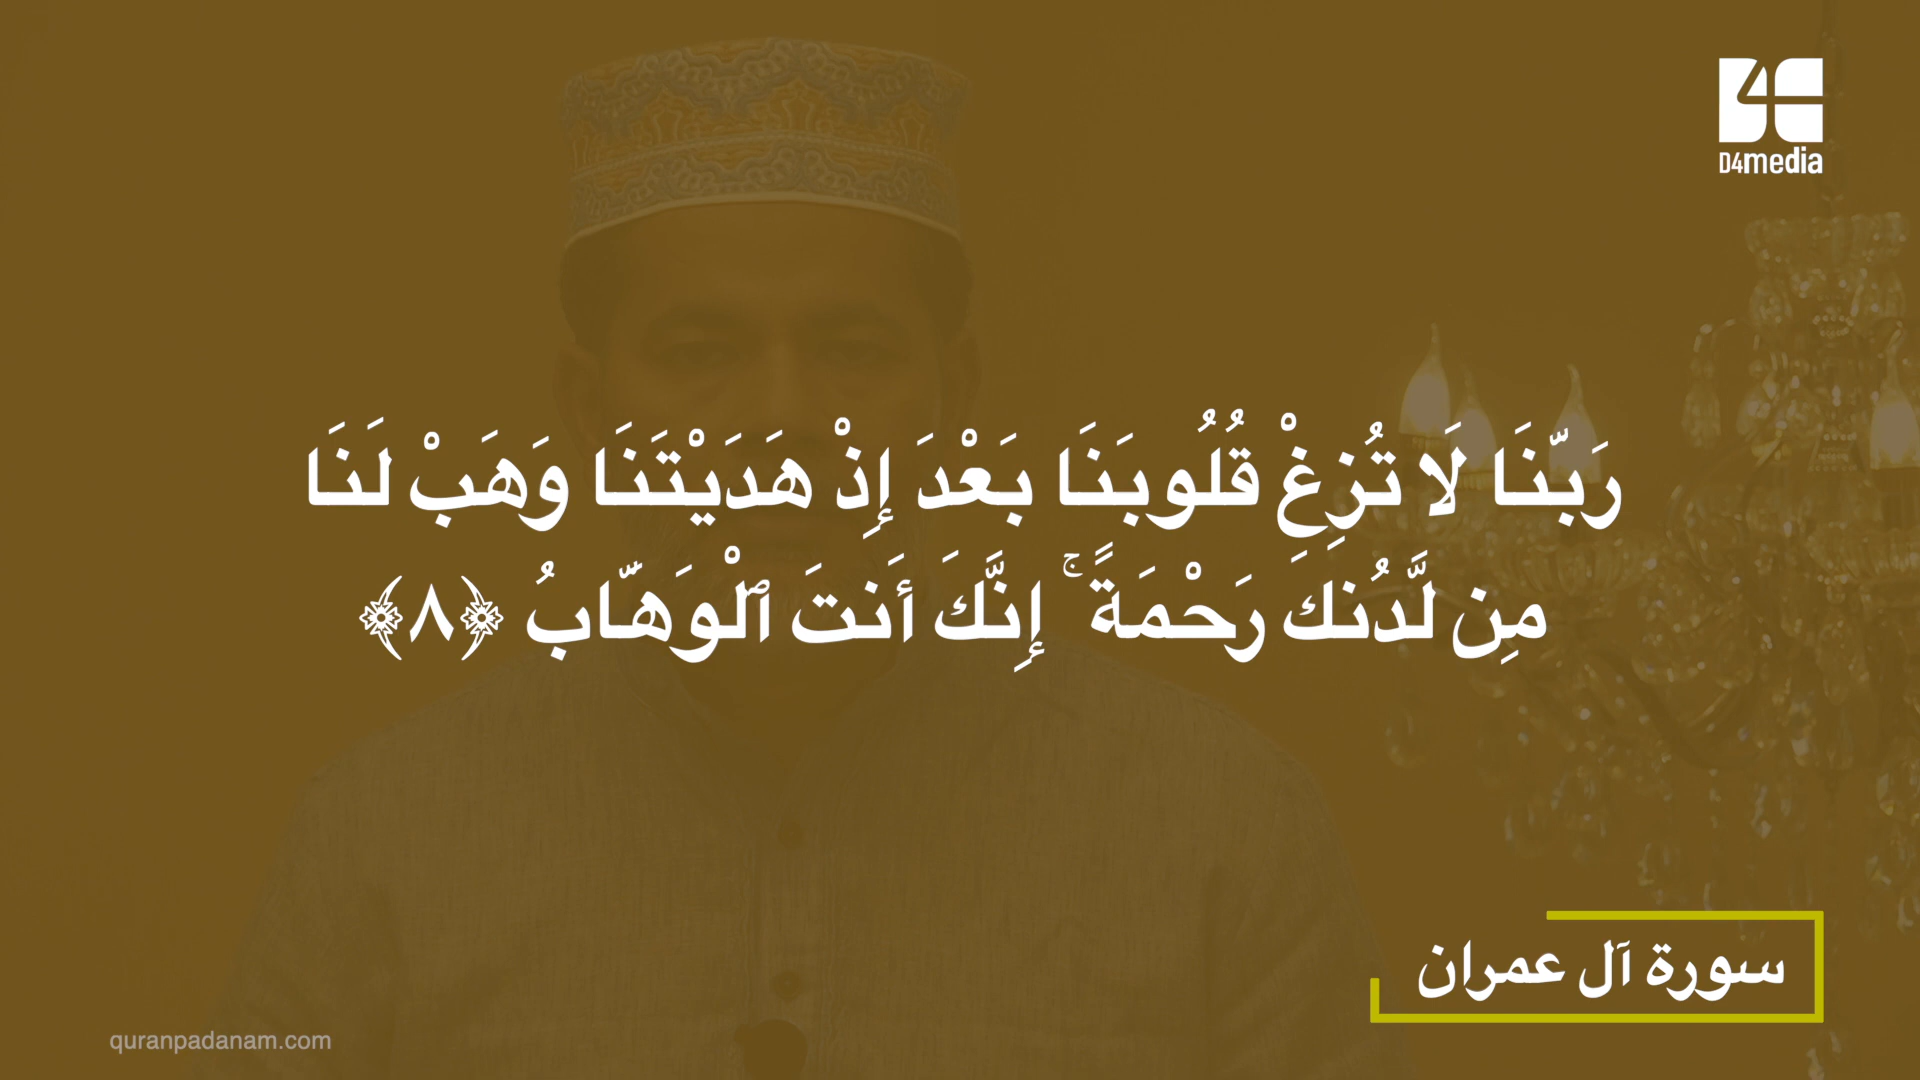 D4media
رَبَّنَا لَا تُزِغْ قُلُوبَنَا بَعْدَ إِذْ هَدَيْتَنَا وَهَبْ لَنَا
مِن لَّدُنكَ رَحْمَةً ۚ إِنَّكَ أَنتَ ٱلْوَهَّابُ ﴿٨﴾
سورة آل عمران
quranpadanam.com